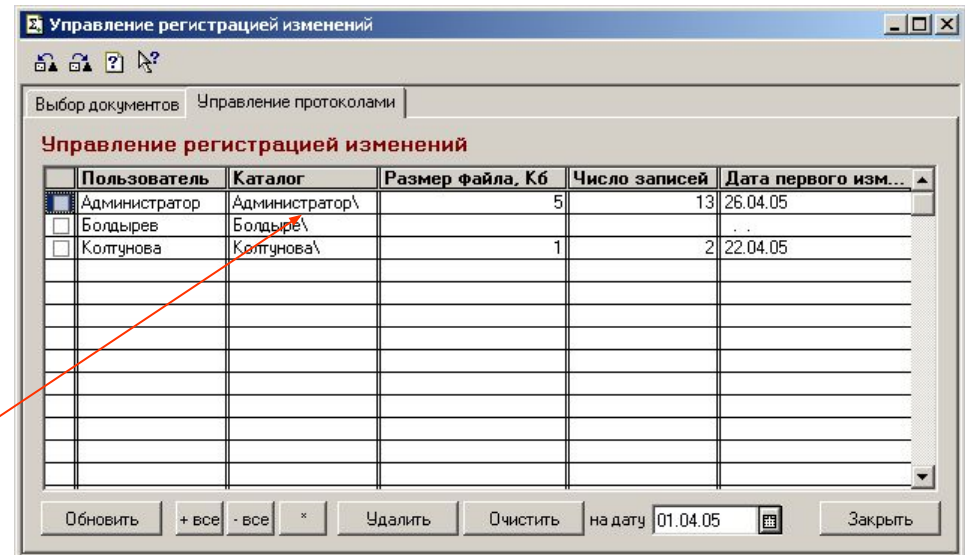 Управление регистрацией изменений
Выбор документов Управление протоколами
Управление регистрацией изменений
Пользователь Каталог Размер файла, Кб Число записей Дата первого изм...
Администратор Администратор\ 5 13 26.04.05
Болдырев Болдыре\ . .
Колтунова Колтунова\ 1 2 22.04.05
Обновить + все - все * Удалить Очистить на дату 01.04.05 Закрыть